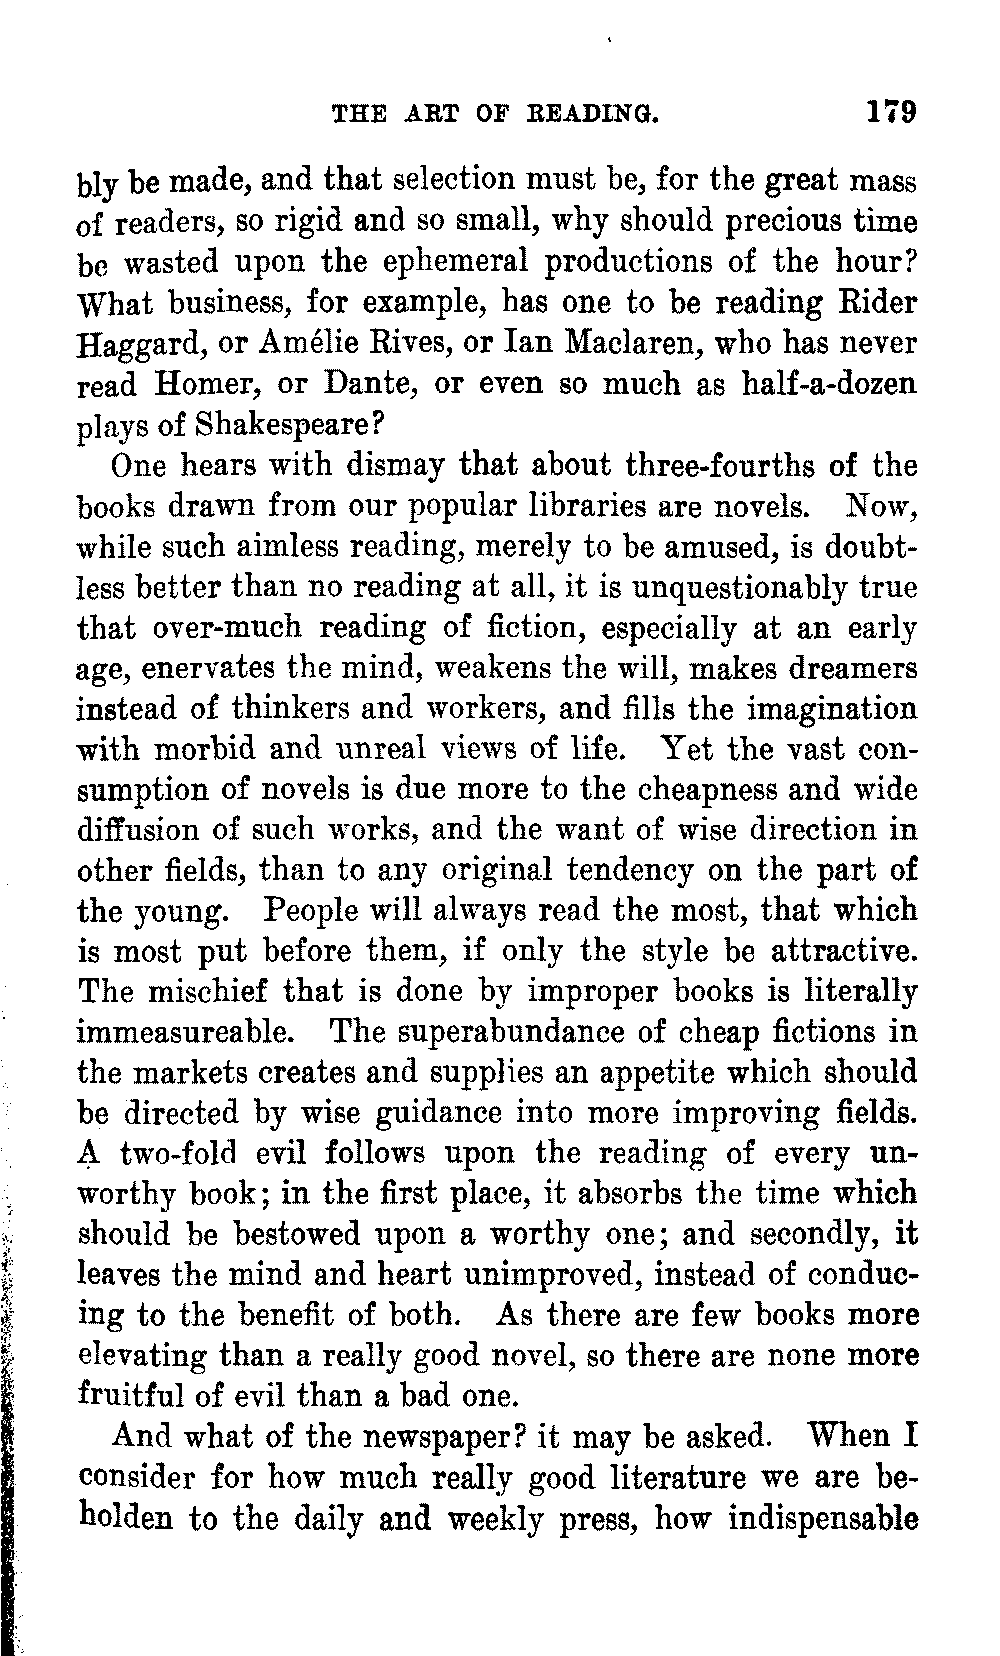 THE ART OF READING. 179
bly be made, and that selection must be, for the great mass
of readers, so rigid and so small, why should precious time
be wasted upon the ephemeral productions of the hour?
What business, for example, has one to be reading Rider
Haggard, or Amélie Rives, or Ian Maclaren, who has never
read Homer, or Dante, or even so much as half-a-dozen
plays of Shakespeare?
One hears with dismay that about three-fourths of the
books drawn from our popular libraries are novels. Now,
while such aimless reading, merely to be amused, is doubt-
less better than no reading at all, it is unquestionably true
that over-much reading of fiction, especially at an early
age, enervates the mind, weakens the will, makes dreamers
instead of thinkers and workers, and fills the imagination
with morbid and unreal views of life. Yet the vast con-
sumption of novels is due more to the cheapness and wide
diffusion of such works, and the want of wise direction in
other fields, than to any original tendency on the part of
the young. People will always read the most, that which
is most put before them, if only the style be attractive.
The mischief that is done by improper books is literally
immeasureable. The superabundance of cheap fictions in
the markets creates and supplies an appetite which should
be directed by wise guidance into more improving fields.
A two-fold evil follows upon the reading of every un-
worthy book; in the first place, it absorbs the time which
should be bestowed upon a worthy one; and secondly, it
leaves the mind and heart unimproved, instead of conduc-
ing to the benefit of both. As there are few books more
elevating than a really good novel, so there are none more
fruitful of evil than a bad one.
And what of the newspaper? it may be asked. When I
consider for how much really good literature we are be-
holden to the daily and weekly press, how indispensable